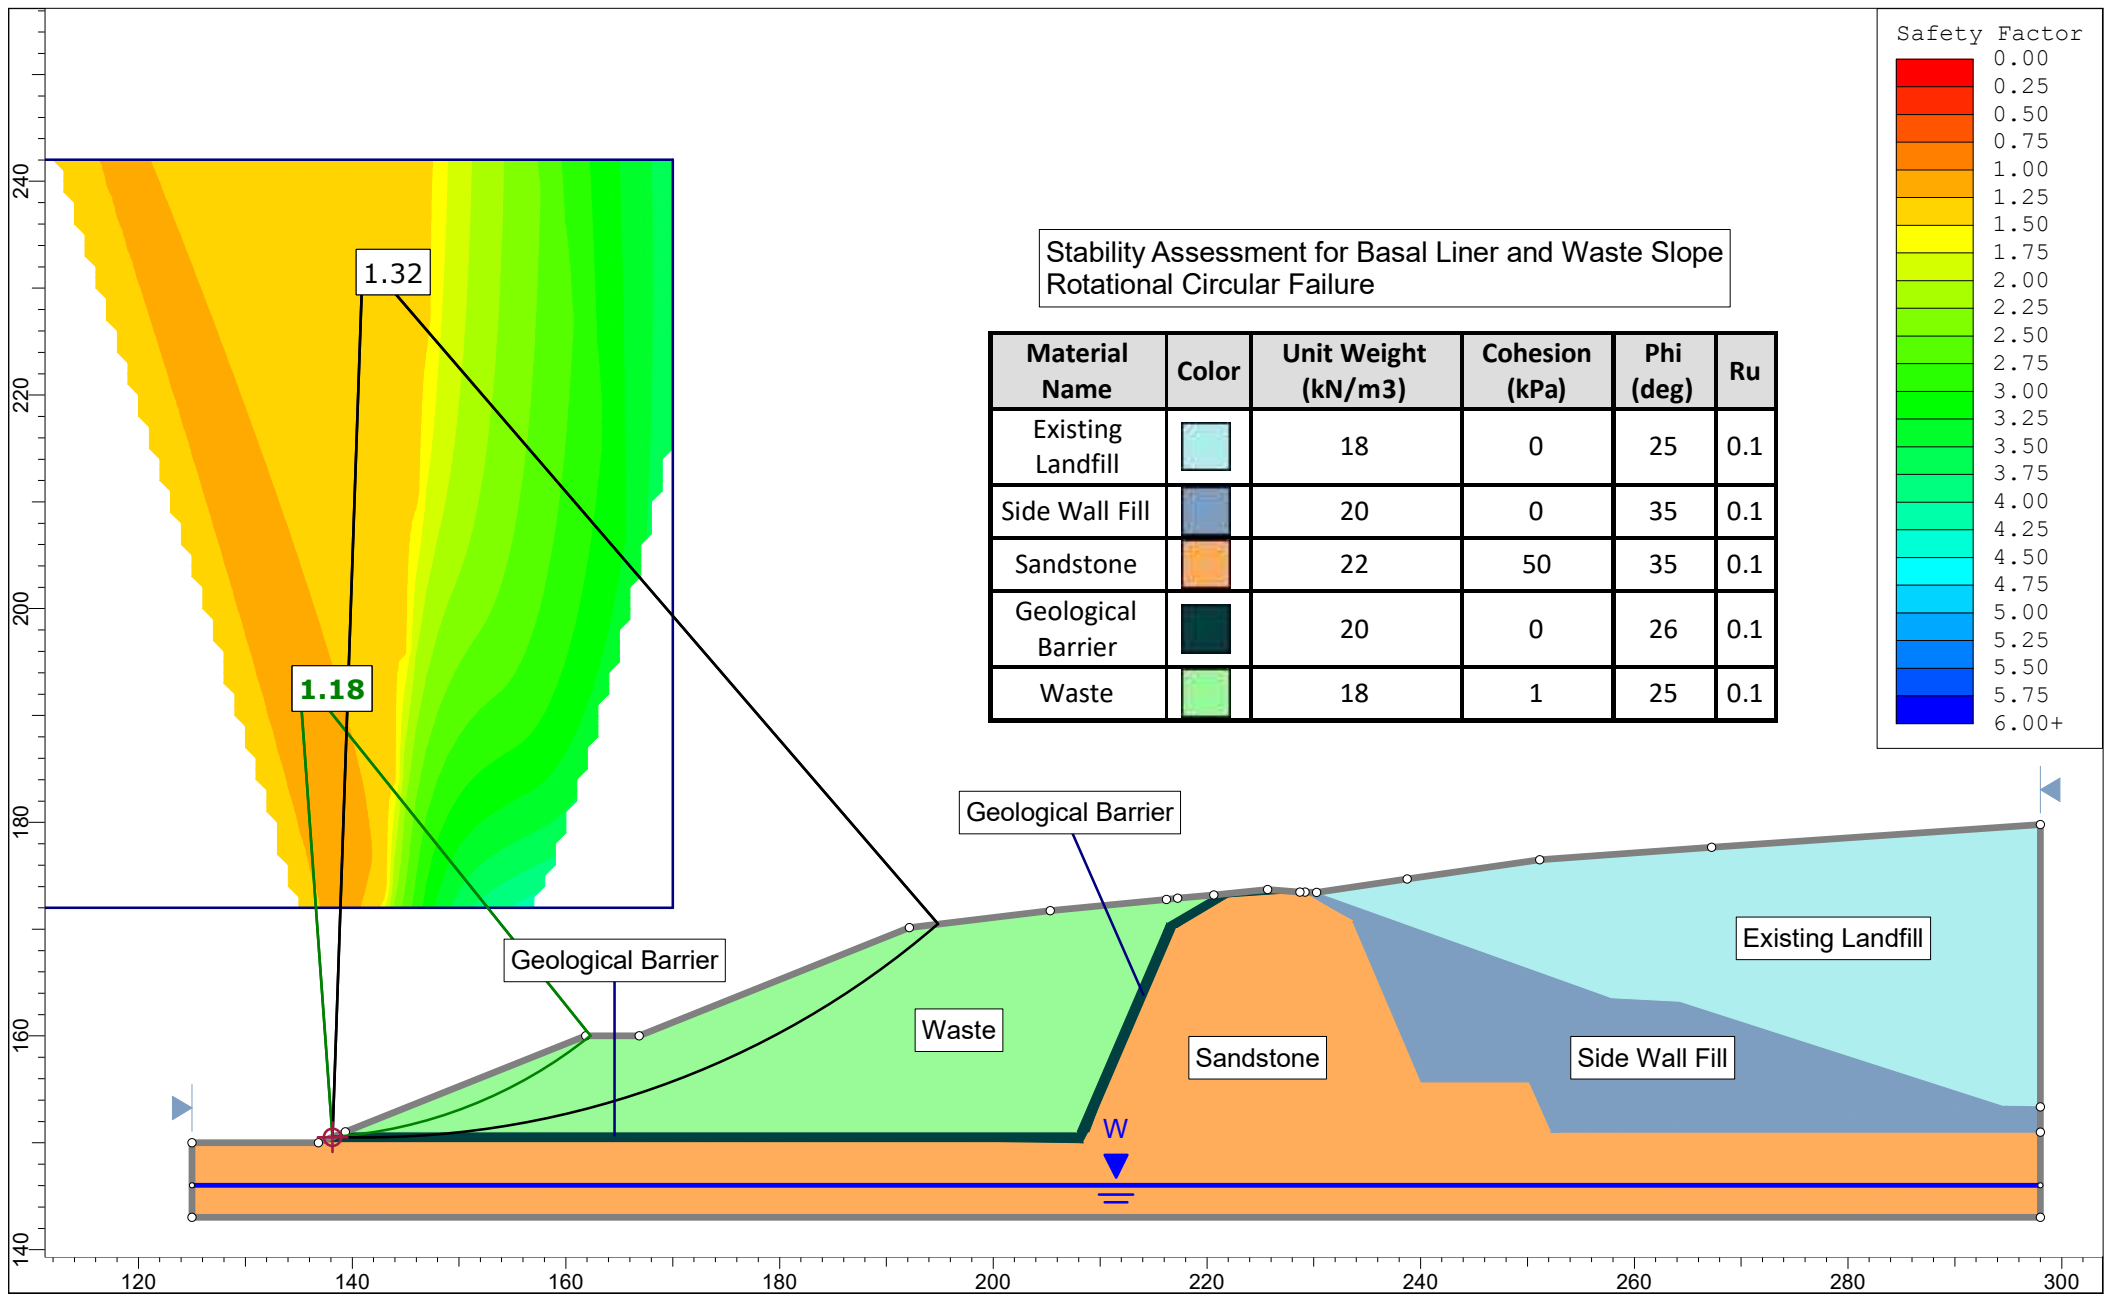 Safety Factor
0.00
0.25
0.50
0.75
1.00
1.25
1.50
1.75
2.00
2.25
2.50
2.75
3.00
3.25
3.50
3.75
4.00
4.25
4.50
4.75
5.00
5.25
5.50
5.75
6.00+
240
220
200
180
160
140
1.32
1.18
Stability Assessment for Basal Liner and Waste Slope
Rotational Circular Failure
Material Name Color Unit Weight (kN/m3) Cohesion (kPa) Phi (deg) Ru
Existing Landfill 18 0 25 0.1
Side Wall Fill 20 0 35 0.1
Sandstone 22 50 35 0.1
Geological Barrier 20 0 26 0.1
Waste 18 1 25 0.1
Geological Barrier
Geological Barrier
Existing Landfill
Waste
Sandstone
Side Wall Fill
W
120 140 160 180 200 220 240 260 280 300